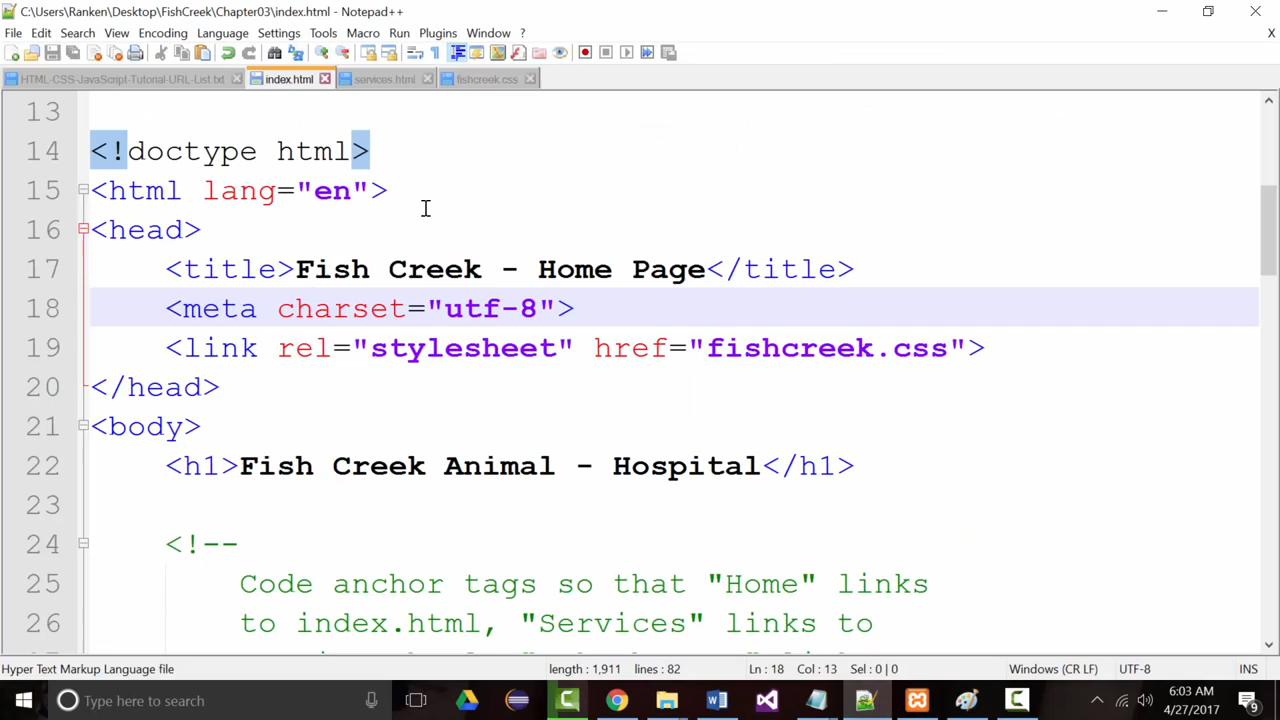 C:\Users\Ranken\Desktop\FishCreek\Chapter03\index.html - Notepad++
File Edit Search View Encoding Language Settings Tools Macro Run Plugins Window ? X
HTML-CSS-JavaScript-Tutorial-URL-List.txt index.html services.html fishcreek.css
13
14 <!doctype html>
15 <html lang="en">
16 <head>
17 <title>Fish Creek - Home Page</title>
18 <meta charset="utf-8">
19 <link rel="stylesheet" href="fishcreek.css">
20 </head>
21 <body>
22 <h1>Fish Creek Animal - Hospital</h1>
23
24 <!--
25 Code anchor tags so that "Home" links
26 to index.html, "Services" links to
Hyper Text Markup Language file length : 1,911 lines : 82 Ln : 18 Col : 13 Sel : 0 | 0 Windows (CR LF) UTF-8 INS
Type here to search
6:03 AM
4/27/2017
9